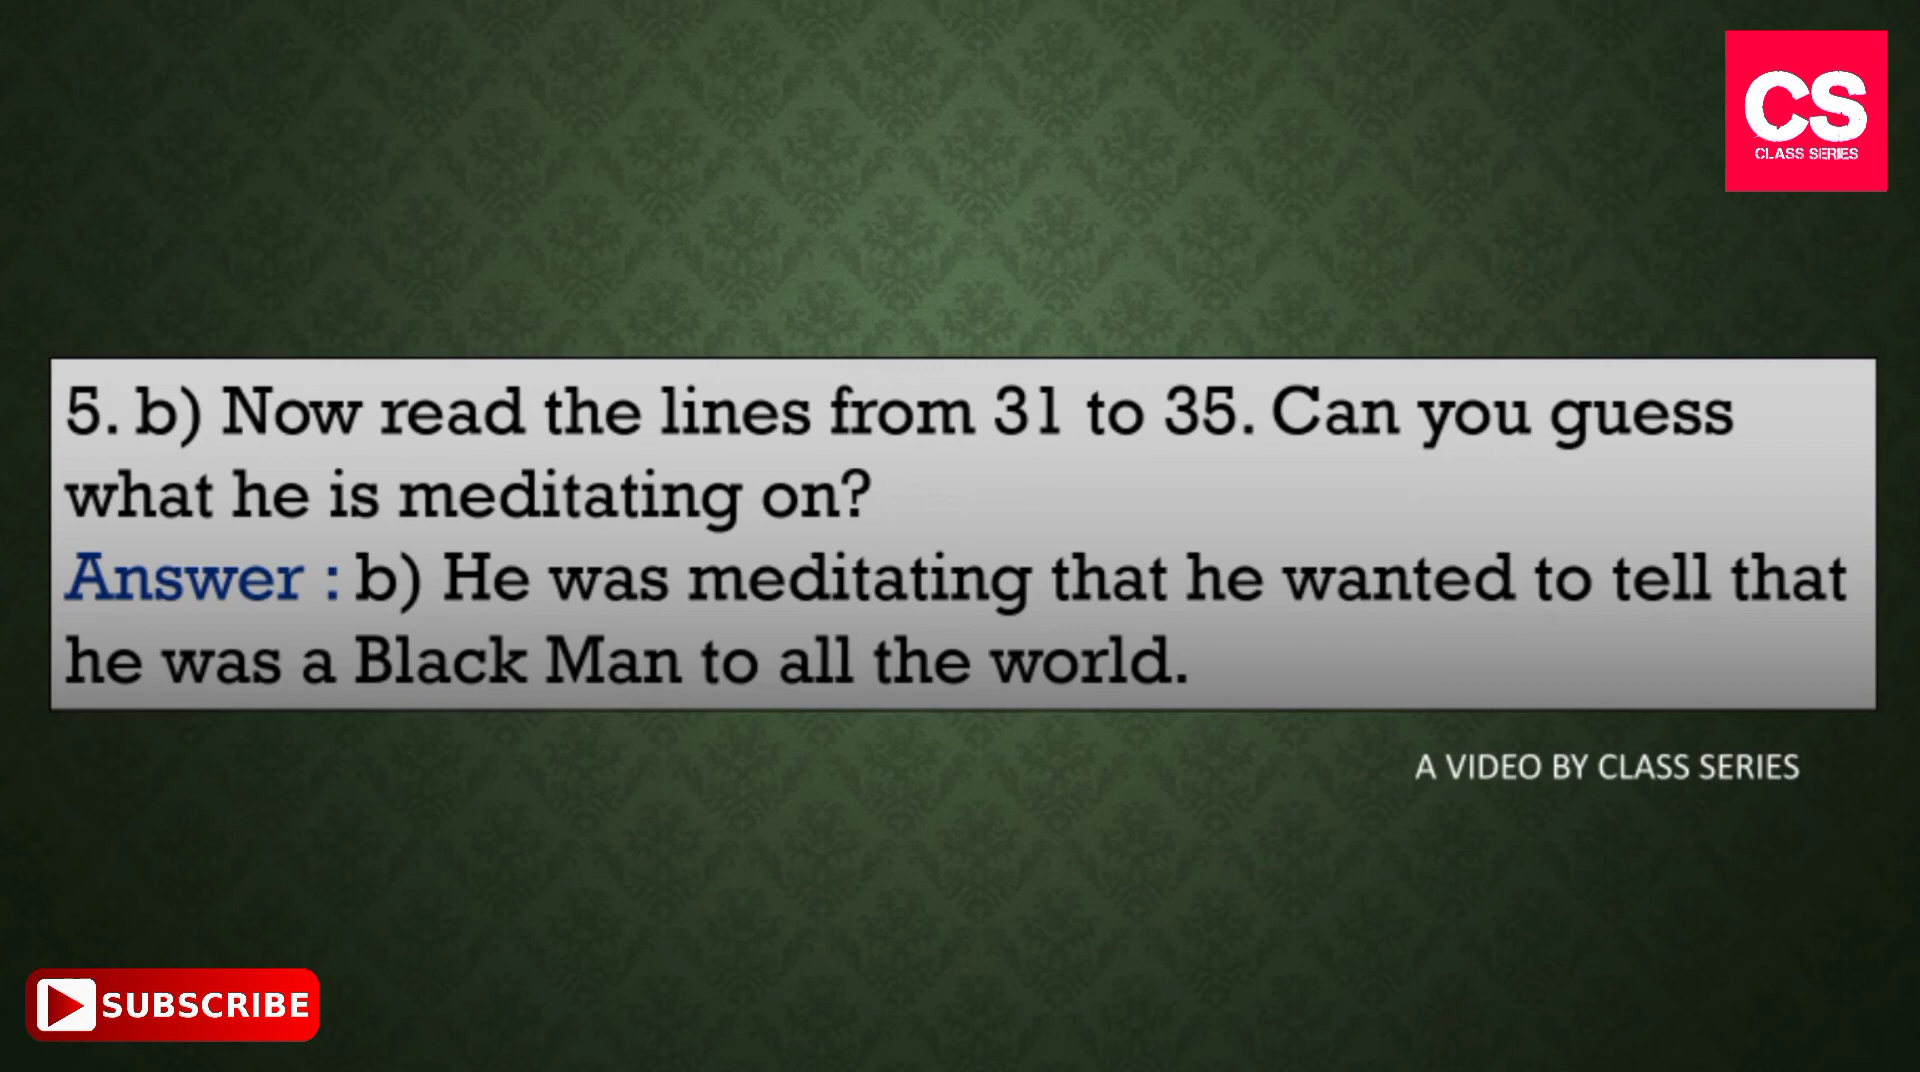 CS
CLASS SERIES
5. b) Now read the lines from 31 to 35. Can you guess
what he is meditating on?
Answer : b) He was meditating that he wanted to tell that
he was a Black Man to all the world.
A VIDEO BY CLASS SERIES
SUBSCRIBE